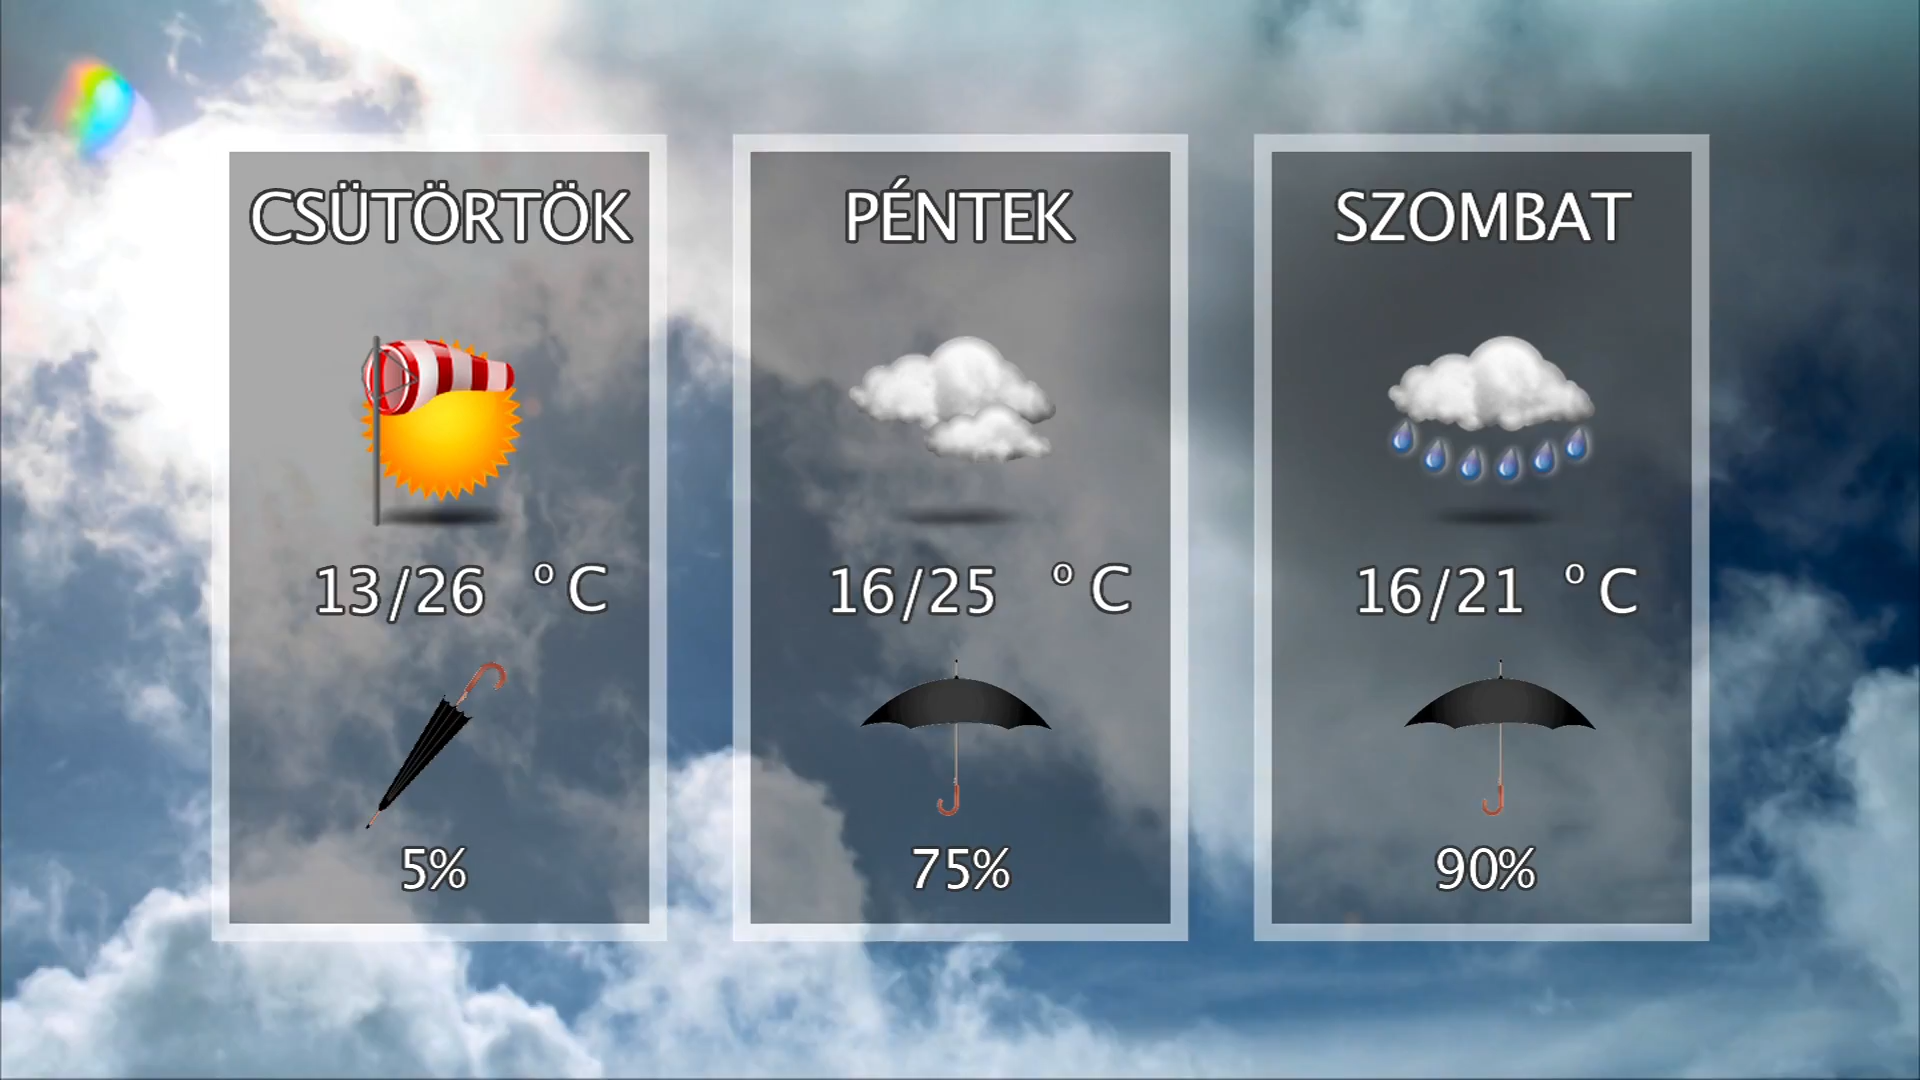 CSÜTÖRTÖK
13/26 °C
5%
PÉNTEK
16/25 °C
75%
SZOMBAT
16/21 °C
90%